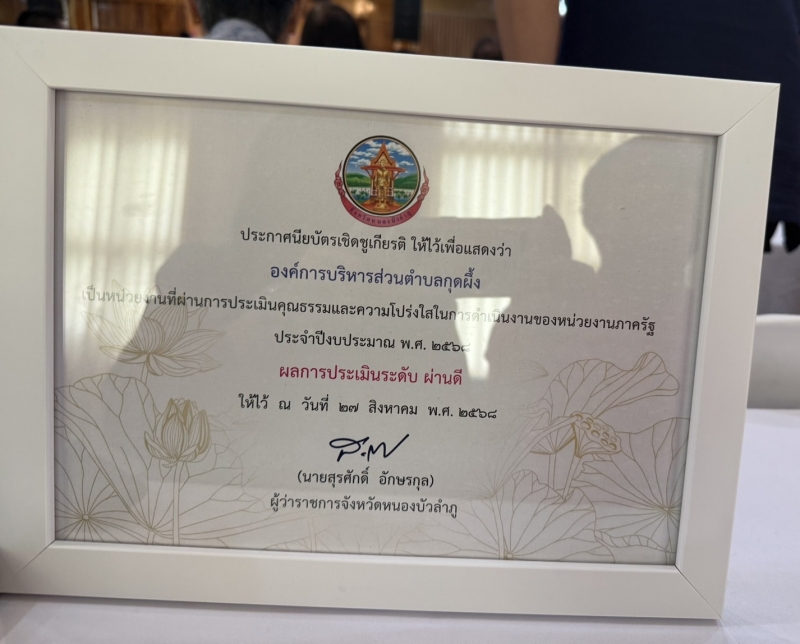 ประกาศนียบัตรเชิดชูเกียรติ ให้ไว้เพื่อแสดงว่า
องค์การบริหารส่วนตำบลกุดผึ้ง
เป็นหน่วยงานที่ผ่านการประเมินคุณธรรมและความโปร่งใสในการดำเนินงานของหน่วยงานภาครัฐ
ประจำปีงบประมาณ พ.ศ. ๒๕๖๘
ผลการประเมินระดับ ผ่านดี
ให้ไว้ ณ วันที่ ๒๗ สิงหาคม พ.ศ. ๒๕๖๘
(นายสุรศักดิ์ อักษรกุล)
ผู้ว่าราชการจังหวัดหนองบัวลำภู